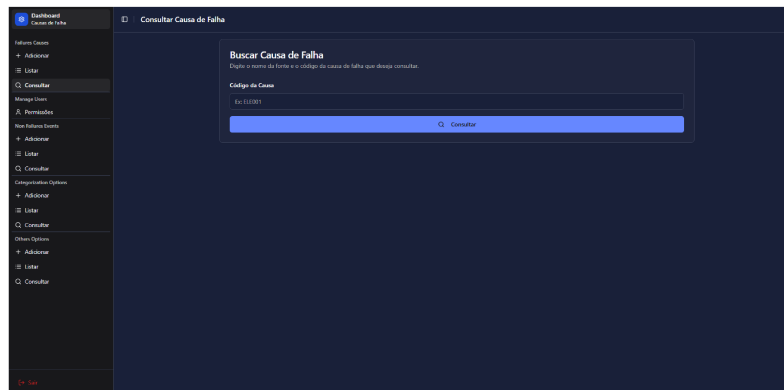 Dashboard
Causas de Falha
Failures Causes
Adicionar
Listar
Consultar
Manage Users
Permissões
Non Failures Events
Adicionar
Listar
Consultar
Categorization Options
Adicionar
Listar
Consultar
Others Options
Adicionar
Listar
Consultar
Sair
Consultar Causa de Falha
Buscar Causa de Falha
Digite o nome da fonte e o código da causa de falha que deseja consultar.
Código da Causa
Ex: ELE001
Consultar